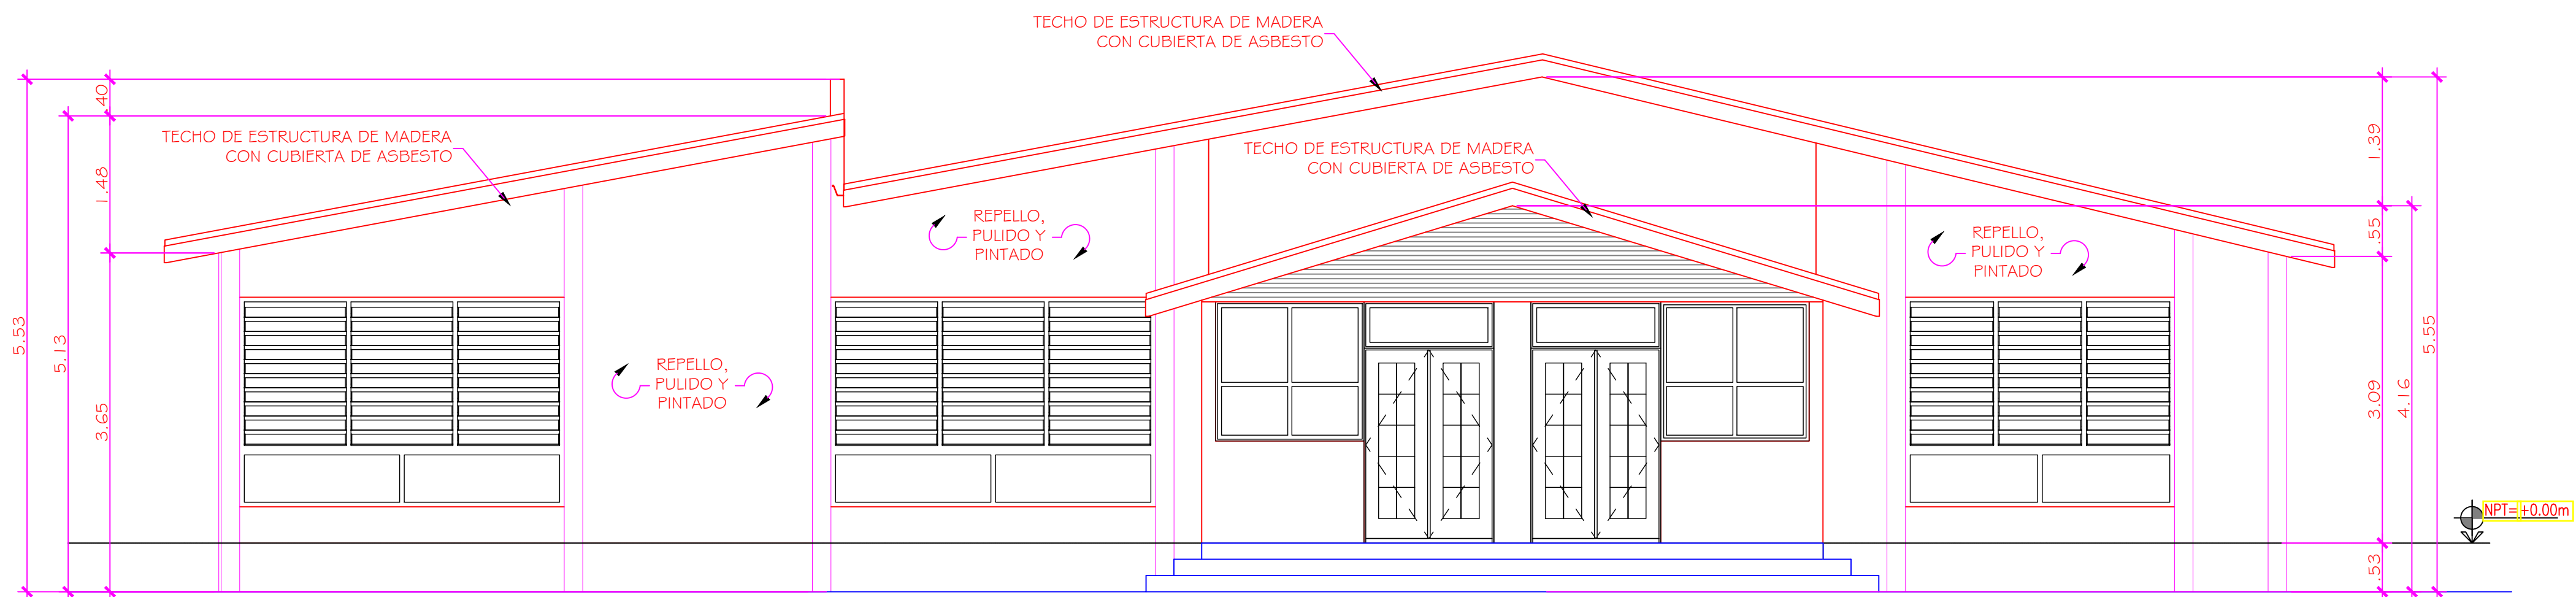 TECHO DE ESTRUCTURA DE MADERA
CON CUBIERTA DE ASBESTO
TECHO DE ESTRUCTURA DE MADERA
CON CUBIERTA DE ASBESTO
TECHO DE ESTRUCTURA DE MADERA
CON CUBIERTA DE ASBESTO
REPELLO,
PULIDO Y
PINTADO
REPELLO,
PULIDO Y
PINTADO
REPELLO,
PULIDO Y
PINTADO
5.53
5.13
40
1.48
3.65
1.39
.55
3.09
.53
4.16
5.55
NPT=+0.00m